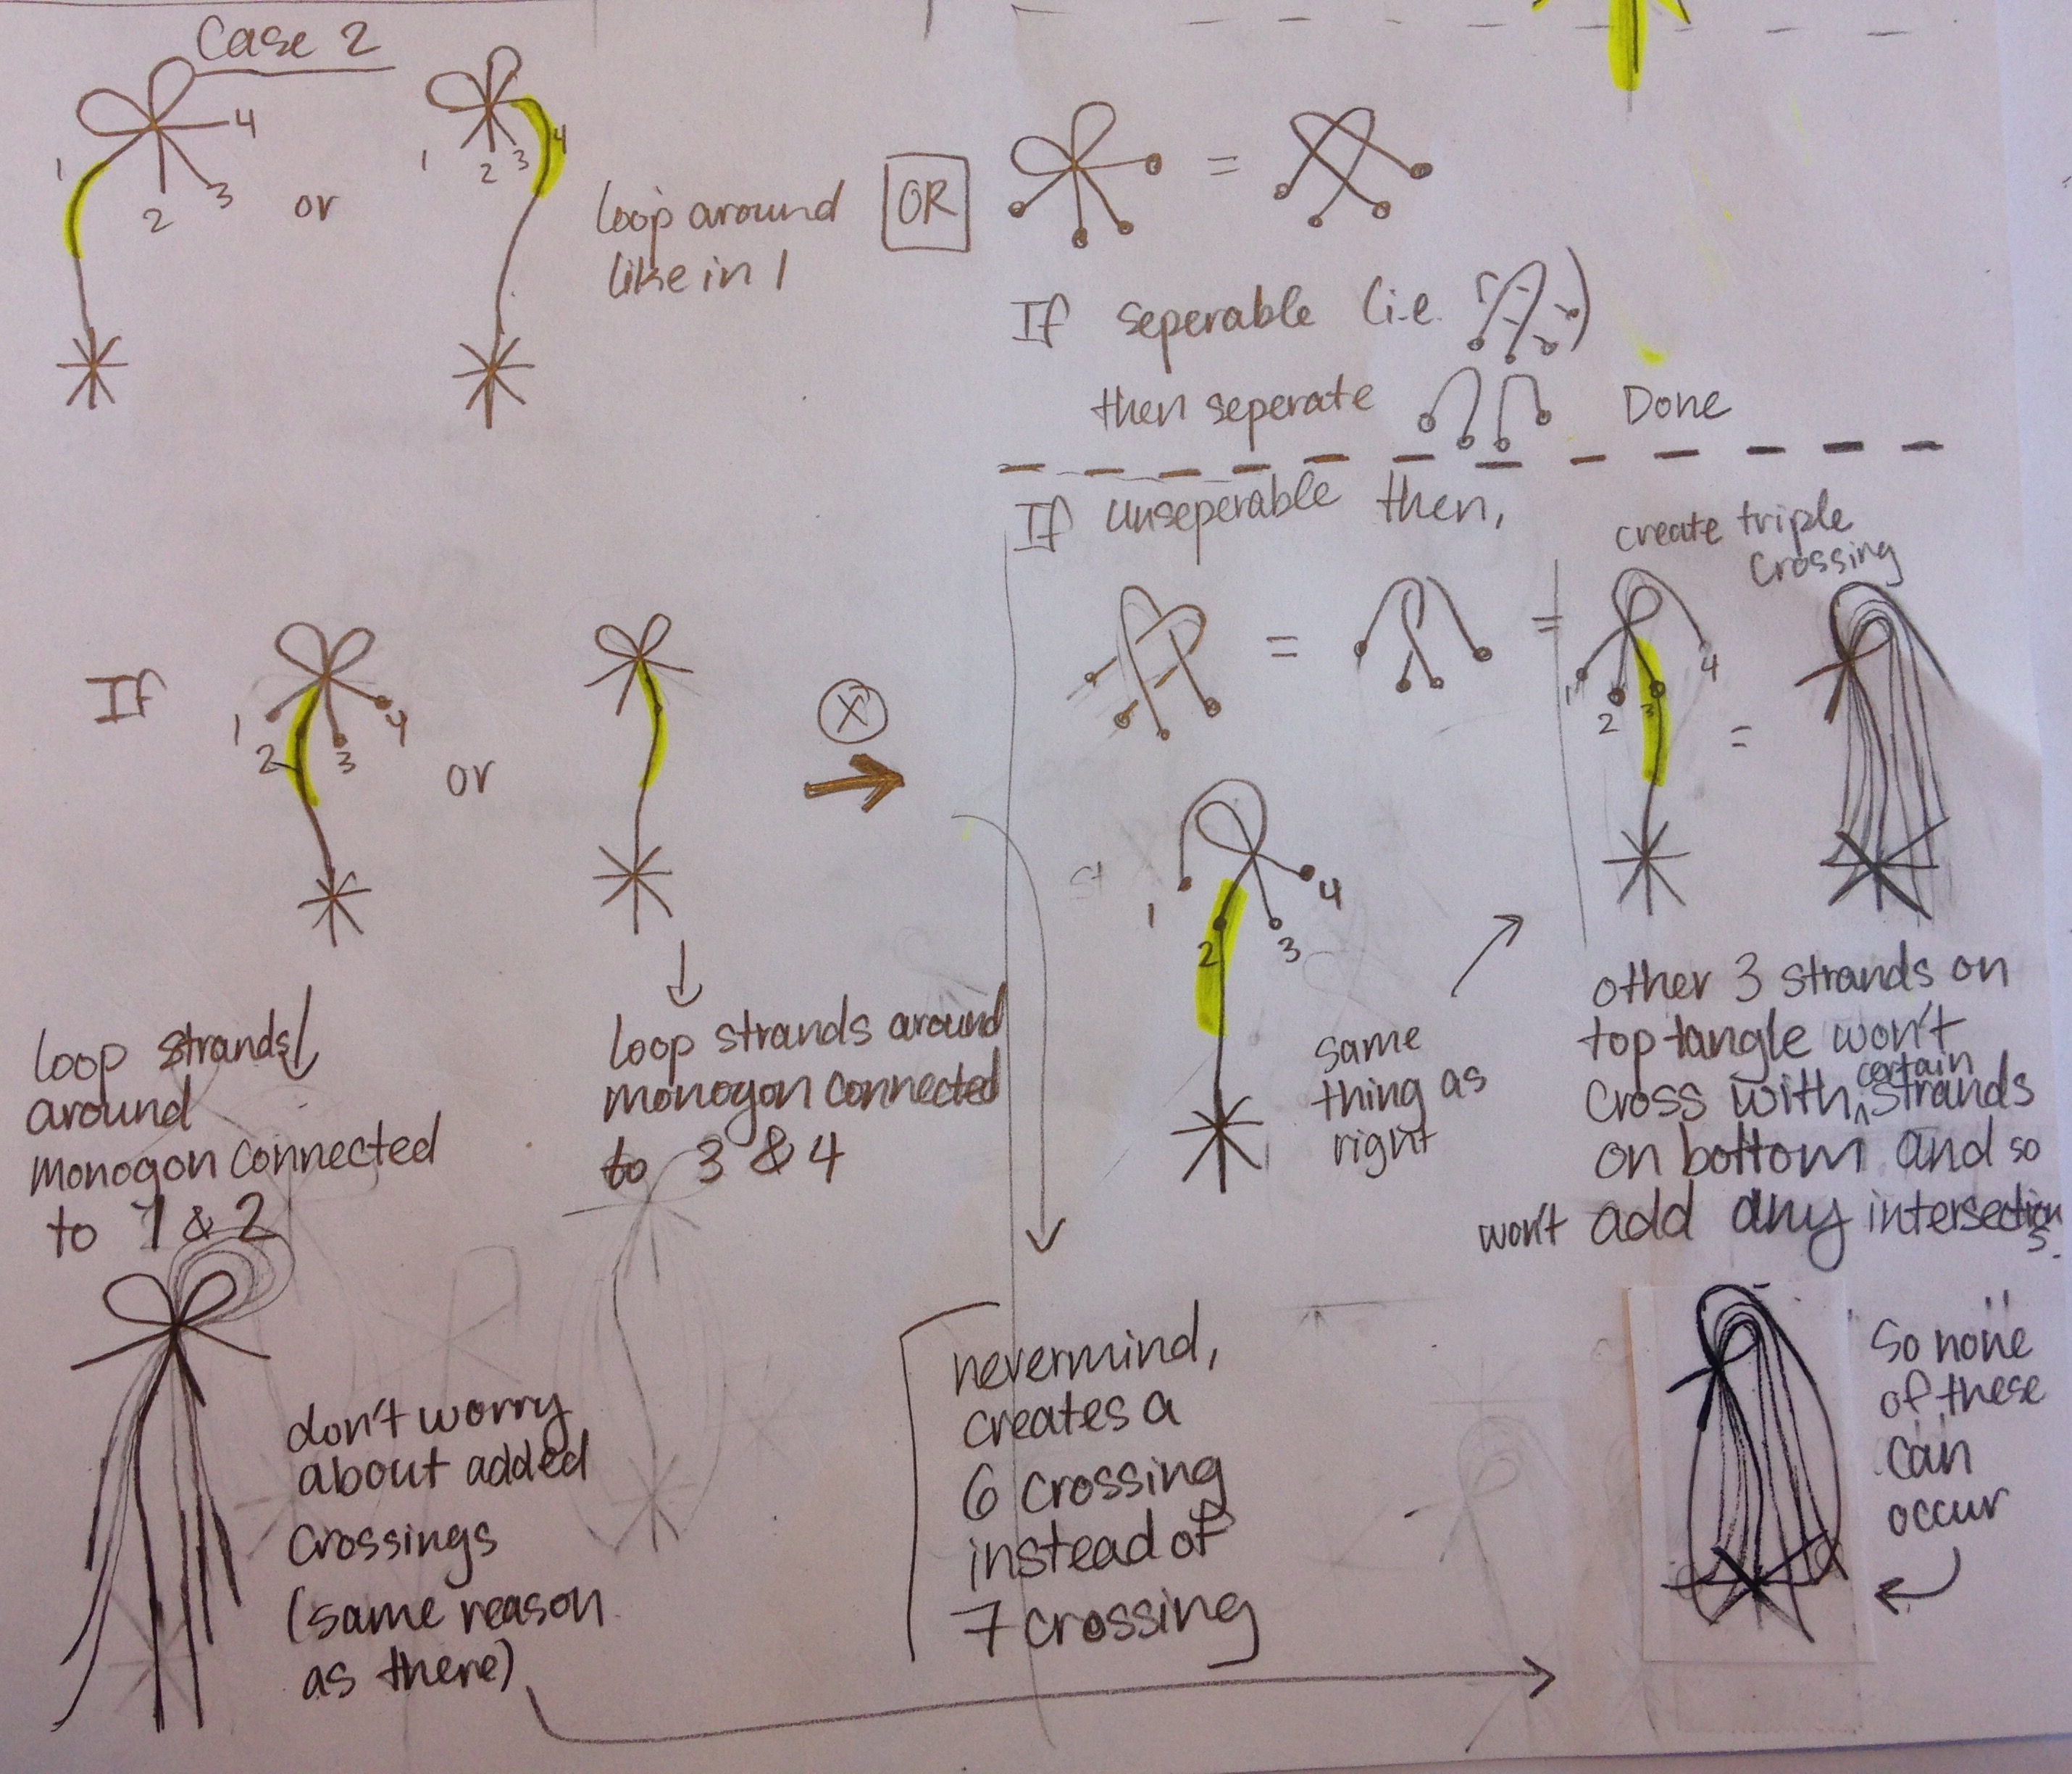 Case 2
1
2
3
4
or
1
2
3
4
loop around
like in 1
OR
=
If seperable (i.e. )
then seperate
Done
If unseperable then,
create triple
crossing
=
=
1
2
3
4
=
If
1
2
3
4
or
X
1
2
3
4
same
thing as
right
other 3 strands on
top tangle won't
cross with certain strands
on bottom and so
won't add any intersections.
loop strands
around
monogon connected
to 1 & 2
loop strands around
monogon connected
to 3 & 4
don't worry
about added
crossings
(same reason
as there)
nevermind,
creates a
6 crossing
instead of
7 crossing
So none
of these
can
occur